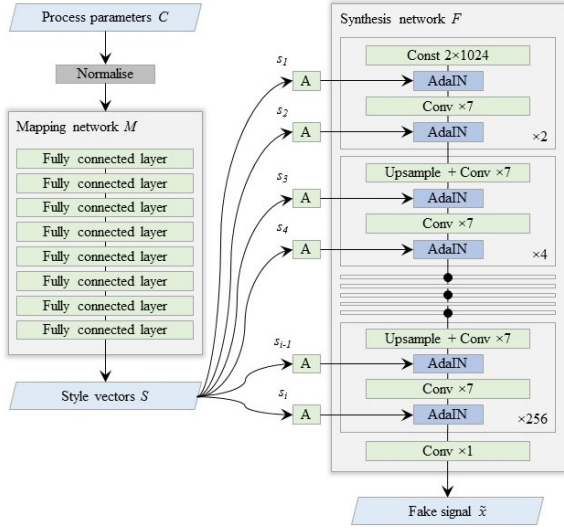 Process parameters C
Normalise
Mapping network M
Fully connected layer
Fully connected layer
Fully connected layer
Fully connected layer
Fully connected layer
Fully connected layer
Fully connected layer
Fully connected layer
Style vectors S
s1
A
s2
A
s3
A
s4
A
si-1
A
si
A
Synthesis network F
Const 2×1024
AdaIN
Conv ×7
AdaIN
×2
Upsample + Conv ×7
AdaIN
Conv ×7
AdaIN
×4
Upsample + Conv ×7
AdaIN
Conv ×7
AdaIN
×256
Conv ×1
Fake signal x̃